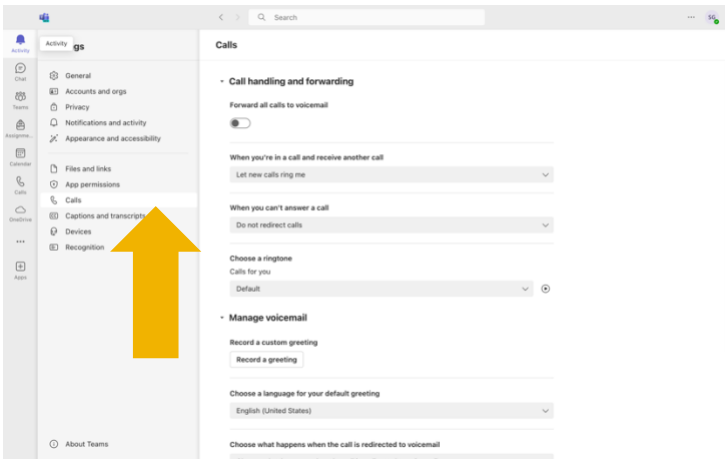 Search
SG
Activity
Chat
Teams
Assignme...
Calendar
Calls
OneDrive
Apps
Activity
gs
General
Accounts and orgs
Privacy
Notifications and activity
Appearance and accessibility
Files and links
App permissions
Calls
Captions and transcripts
Devices
Recognition
About Teams
Calls
Call handling and forwarding
Forward all calls to voicemail
When you're in a call and receive another call
Let new calls ring me
When you can't answer a call
Do not redirect calls
Choose a ringtone
Calls for you
Default
Manage voicemail
Record a custom greeting
Record a greeting
Choose a language for your default greeting
English (United States)
Choose what happens when the call is redirected to voicemail